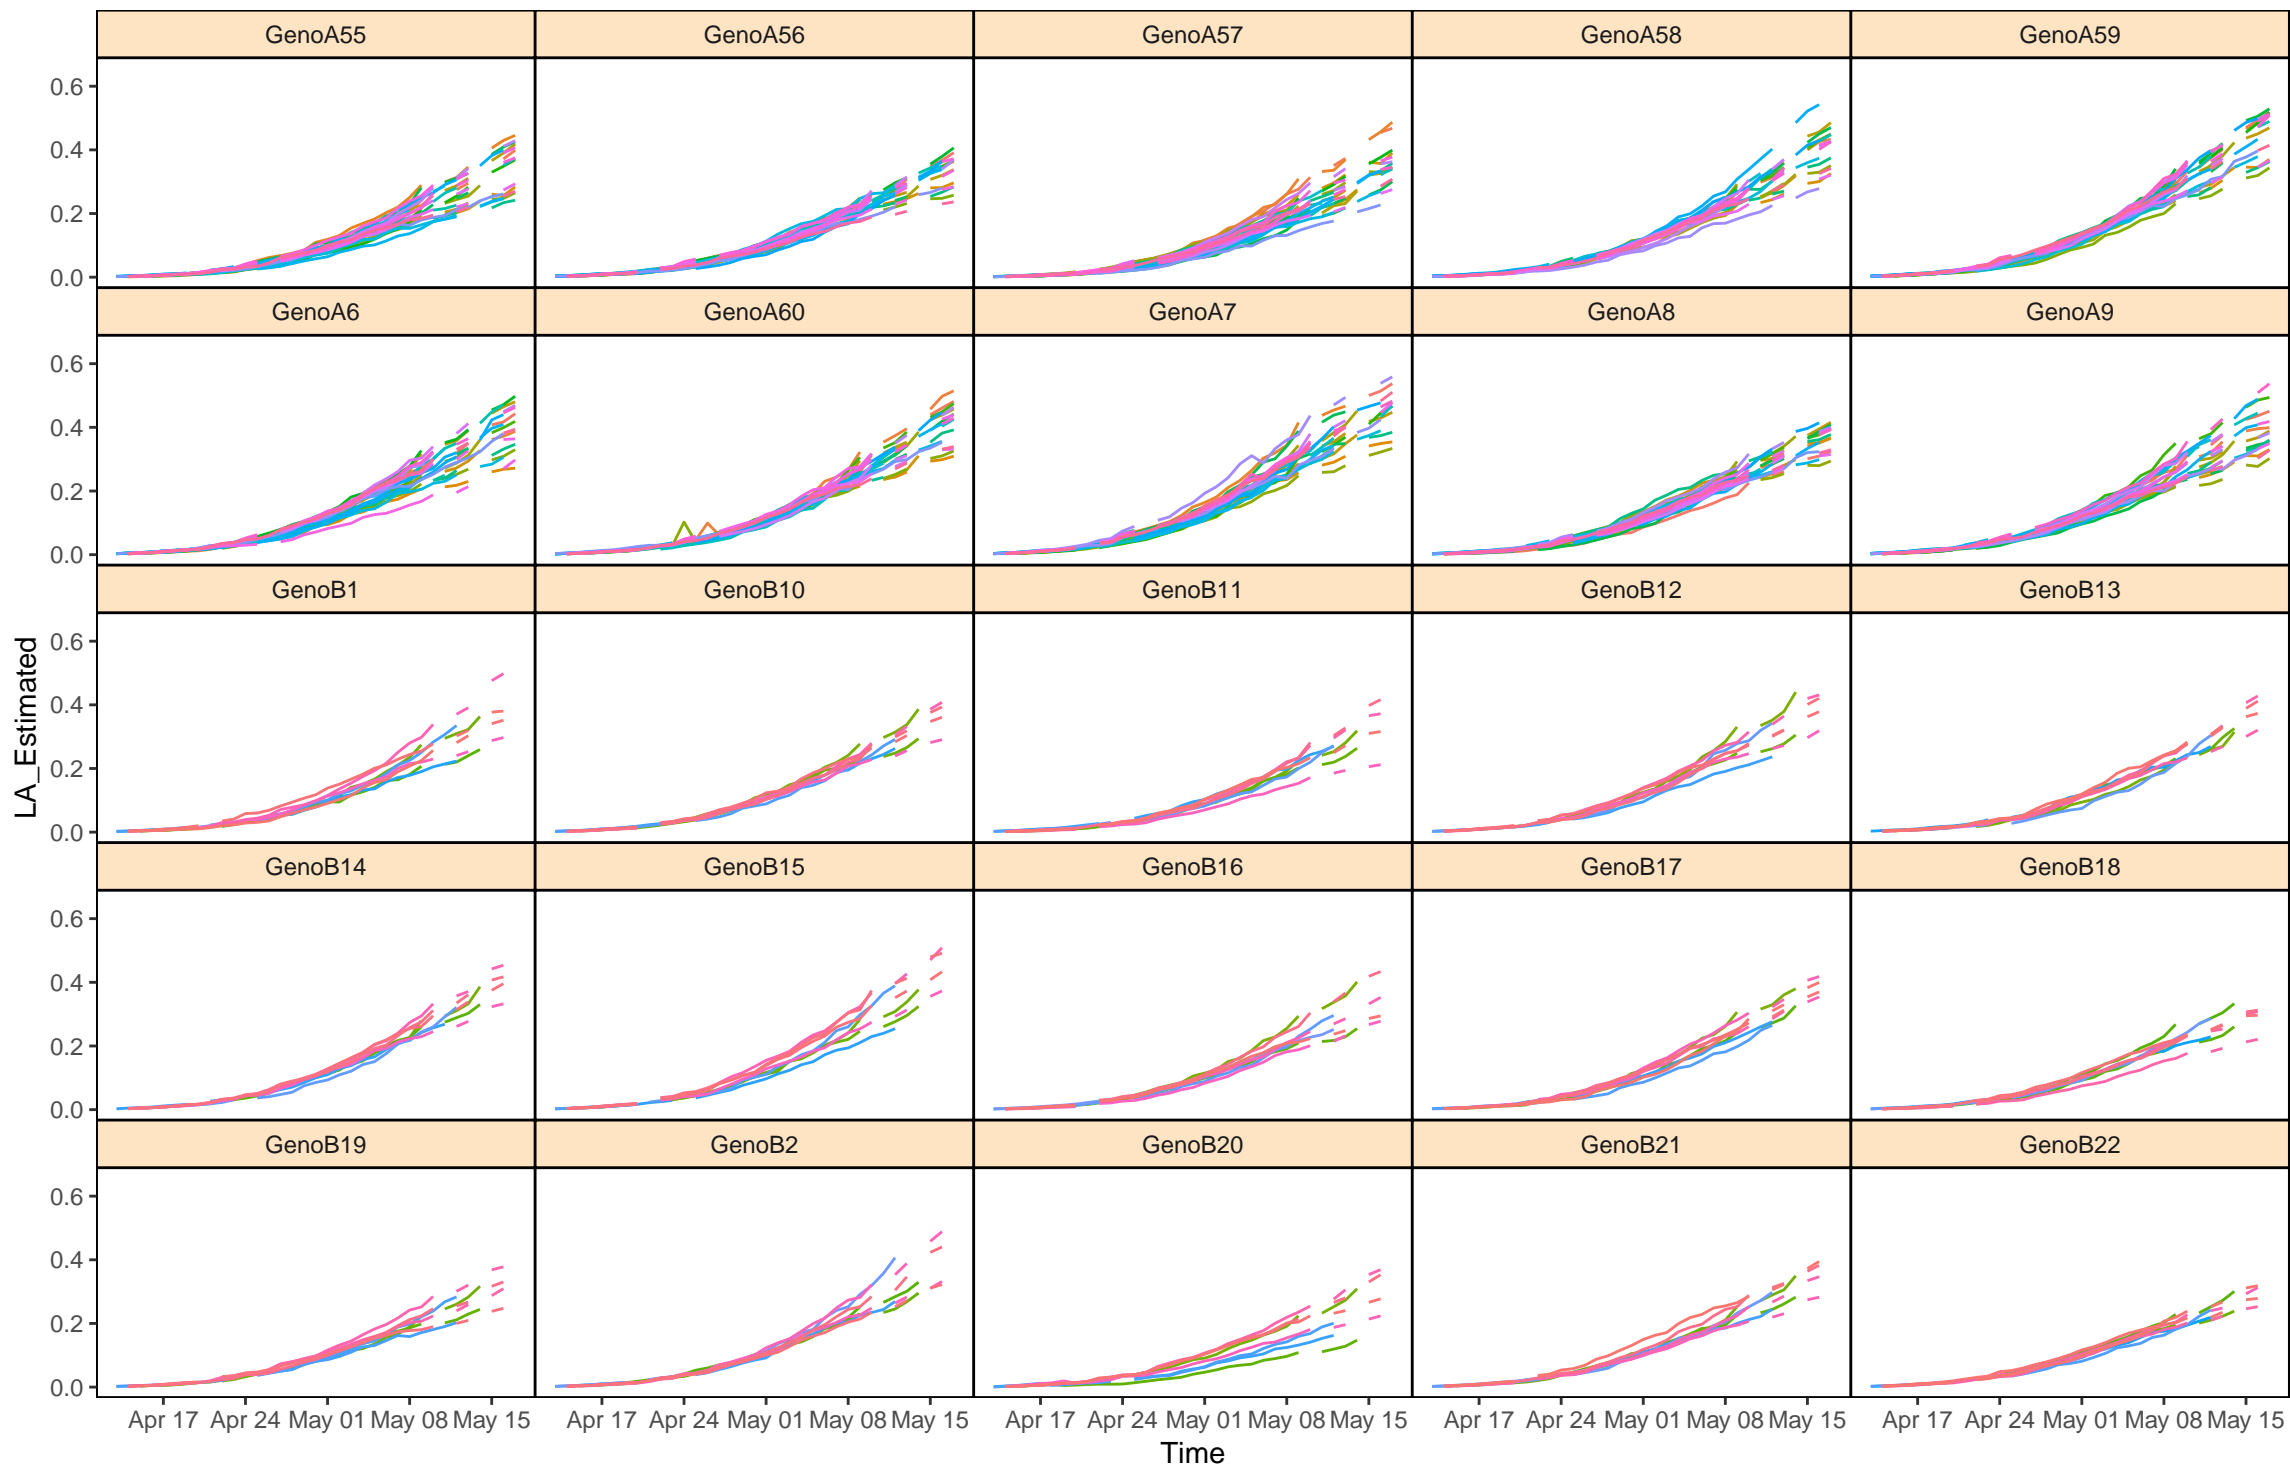 GenoA55 GenoA56 GenoA57 GenoA58 GenoA59
0.6
0.4
0.2
0.0
GenoA6 GenoA60 GenoA7 GenoA8 GenoA9
0.6
0.4
0.2
0.0
GenoB1 GenoB10 GenoB11 GenoB12 GenoB13
LA_Estimated
0.6
0.4
0.2
0.0
GenoB14 GenoB15 GenoB16 GenoB17 GenoB18
0.6
0.4
0.2
0.0
GenoB19 GenoB2 GenoB20 GenoB21 GenoB22
0.6
0.4
0.2
0.0
Apr 17 Apr 24 May 01 May 08 May 15 Apr 17 Apr 24 May 01 May 08 May 15 Apr 17 Apr 24 May 01 May 08 May 15 Apr 17 Apr 24 May 01 May 08 May 15 Apr 17 Apr 24 May 01 May 08 May 15
Time